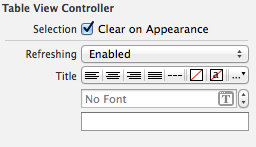 Table View Controller
Selection Clear on Appearance
Refreshing Enabled
Title a ...
No Font T